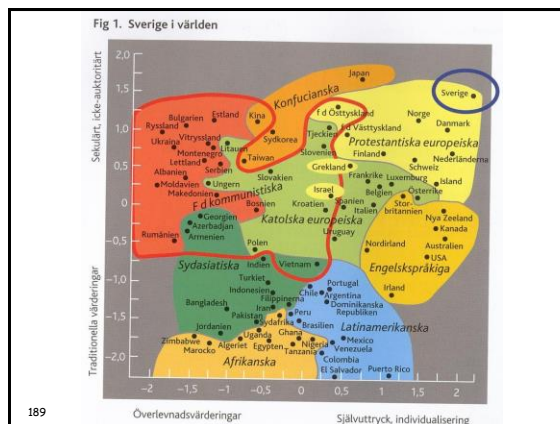 Fig 1. Sverige i världen
Sekulärt, icke-auktoritärt
Traditionella värderingar
2,0
1,5
1,0
0,5
0
–0,5
–1,0
–1,5
–2,0
Japan
Sverige
Konfucianska
Bulgarien
Estland
Kina
f d Östtyskland
Norge
Ryssland
Sydkorea
f d Västtyskland
Danmark
Ukraina
Vitryssland
Litauen
Tjeckien
Protestantiska europeiska
Montenegro
Slovenien
Finland
Nederländerna
Lettland
Serbien
Taiwan
Grekland
Schweiz
Albanien
Slovakien
Frankrike
Luxemburg
Island
Moldavien
Ungern
Israel
Belgien
Österrike
Makedonien
F d kommunistiska
Bosnien
Kroatien
Spanien
Italien
Stor-
britannien
Nya Zeeland
Georgien
Katolska europeiska
Kanada
Azerbadjan
Uruguay
Australien
Rumänien
Armenien
Polen
Nordirland
USA
Indien
Vietnam
Engelskspråkiga
Sydasiatiska
Turkiet
Chile
Portugal
Irland
Indonesien
Argentina
Filippinerna
Dominikanska
Republiken
Bangladesh
Iran
Peru
Pakistan
Sydafrika
Brasilien
Latinamerikanska
Jordanien
Uganda
Ghana
Mexico
Zimbabwe
Algeriet
Egypten
Nigeria
Venezuela
Marocko
Tanzania
Colombia
Afrikanska
El Salvador
Puerto Rico
–2
–1,5
–1
–0,5
0
0,5
1
1,5
2
Överlevnadsvärderingar
Självuttryck, individualisering
189